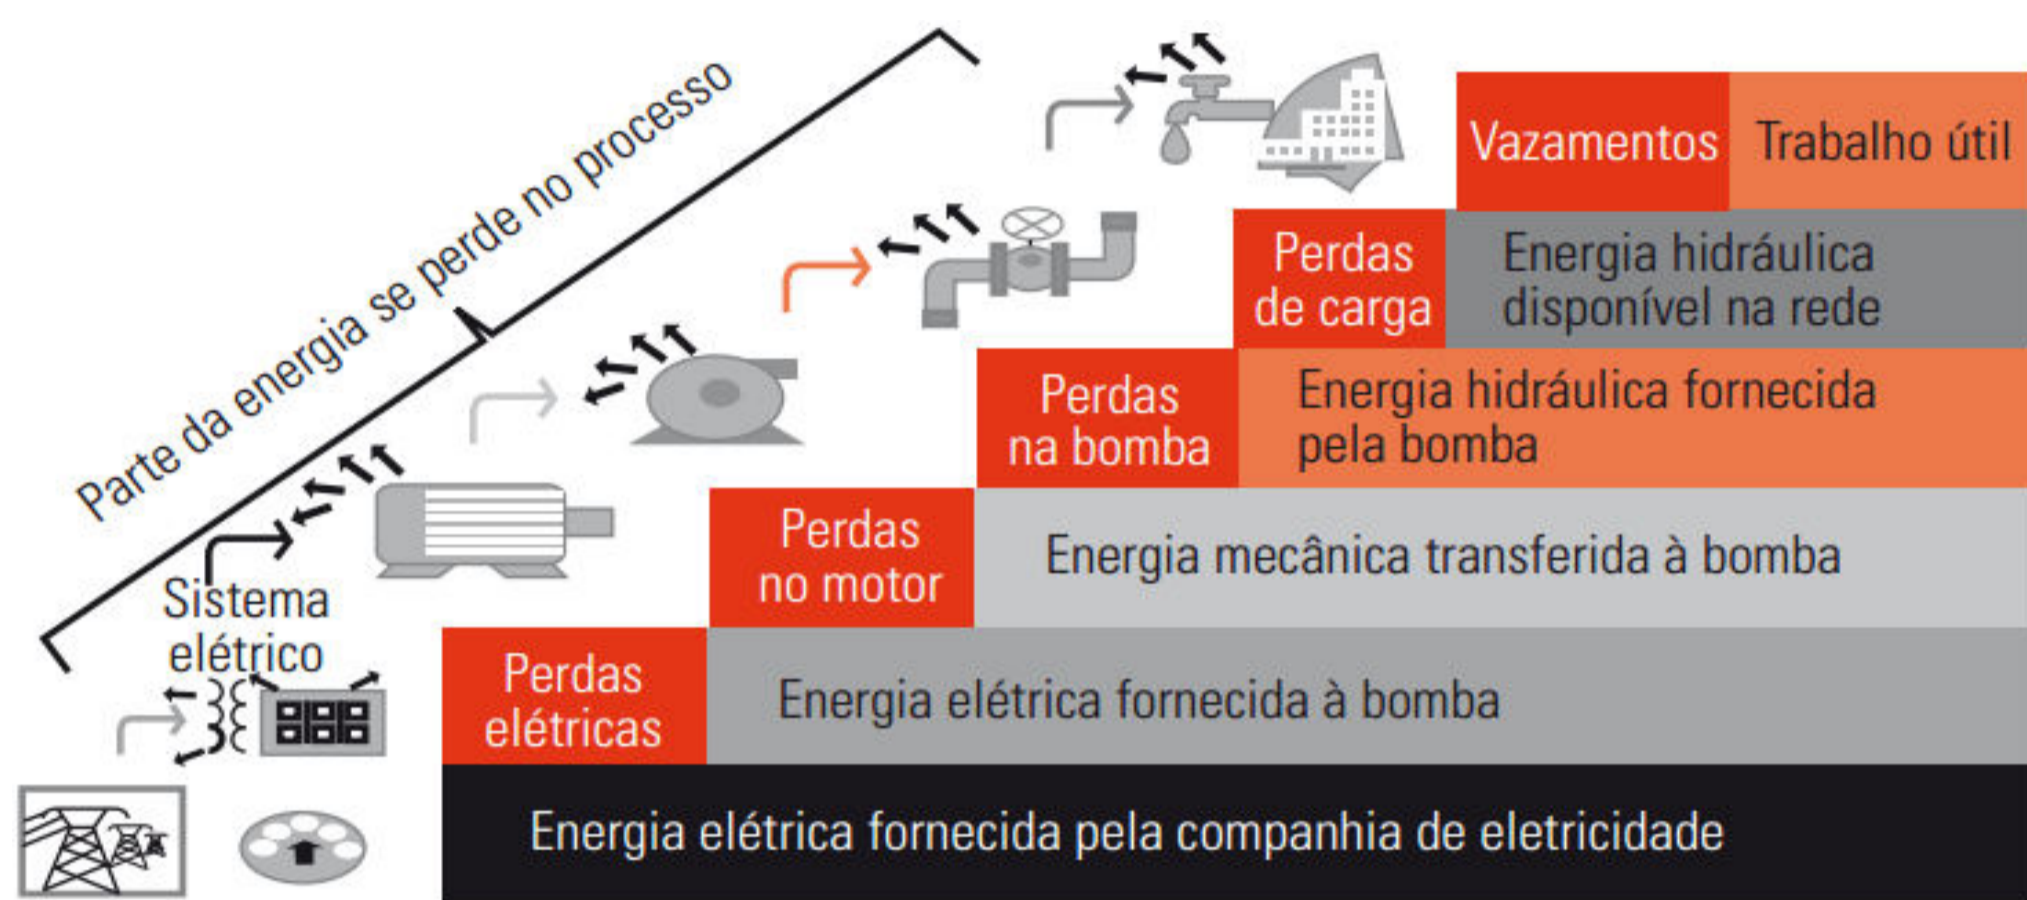 Parte da energia se perde no processo
Vazamentos
Trabalho útil
Perdas
de carga
Energia hidráulica
disponível na rede
Perdas
na bomba
Energia hidráulica fornecida
pela bomba
Perdas
no motor
Energia mecânica transferida à bomba
Sistema
elétrico
Perdas
elétricas
Energia elétrica fornecida à bomba
Energia elétrica fornecida pela companhia de eletricidade